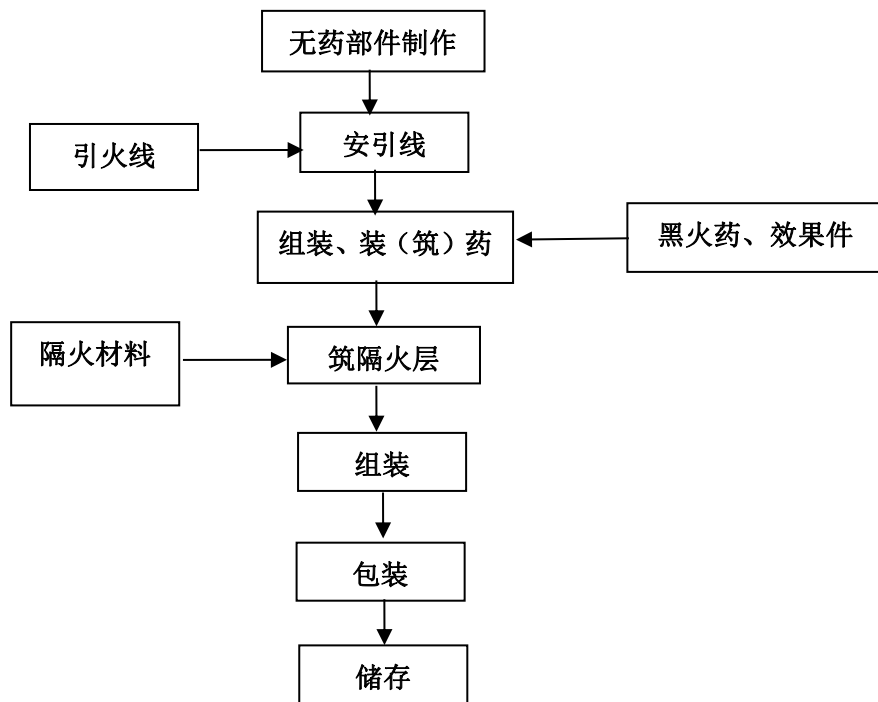 无药部件制作
引火线
安引线
组装、装（筑）药
黑火药、效果件
隔火材料
筑隔火层
组装
包装
储存